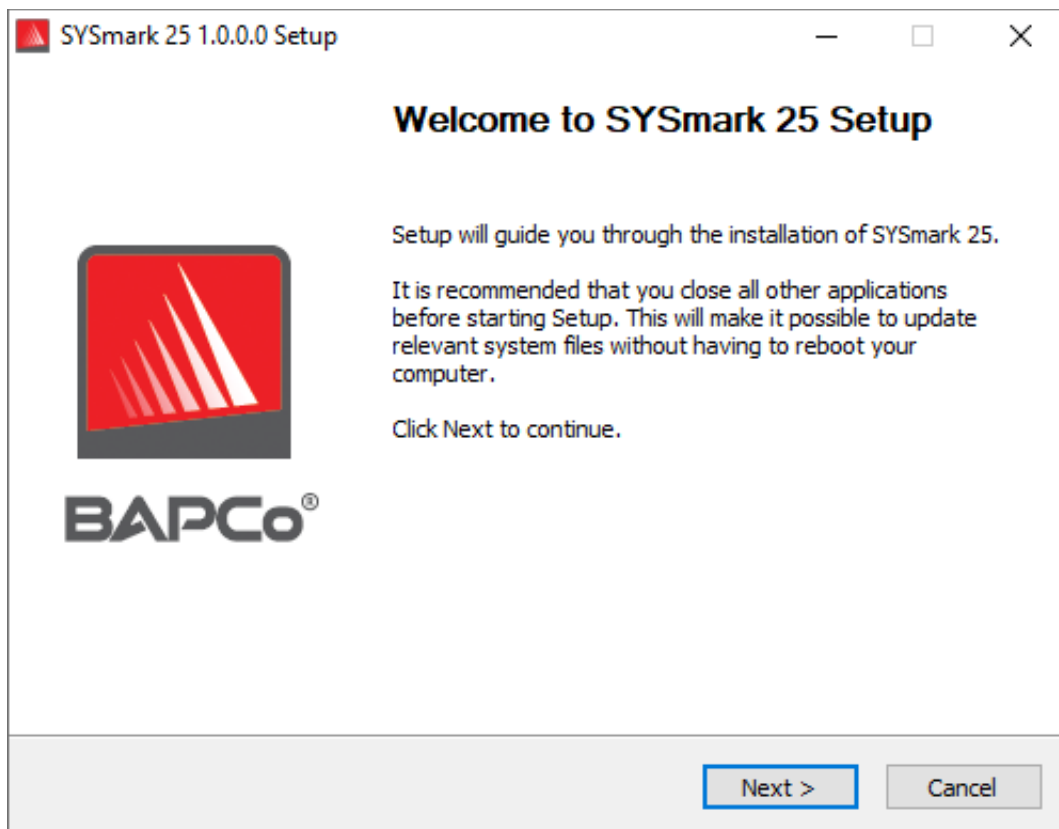 SYSmark 25 1.0.0.0 Setup
Welcome to SYSmark 25 Setup
Setup will guide you through the installation of SYSmark 25.
It is recommended that you close all other applications
before starting Setup. This will make it possible to update
relevant system files without having to reboot your
computer.
Click Next to continue.
BAPCo®
Next >
Cancel